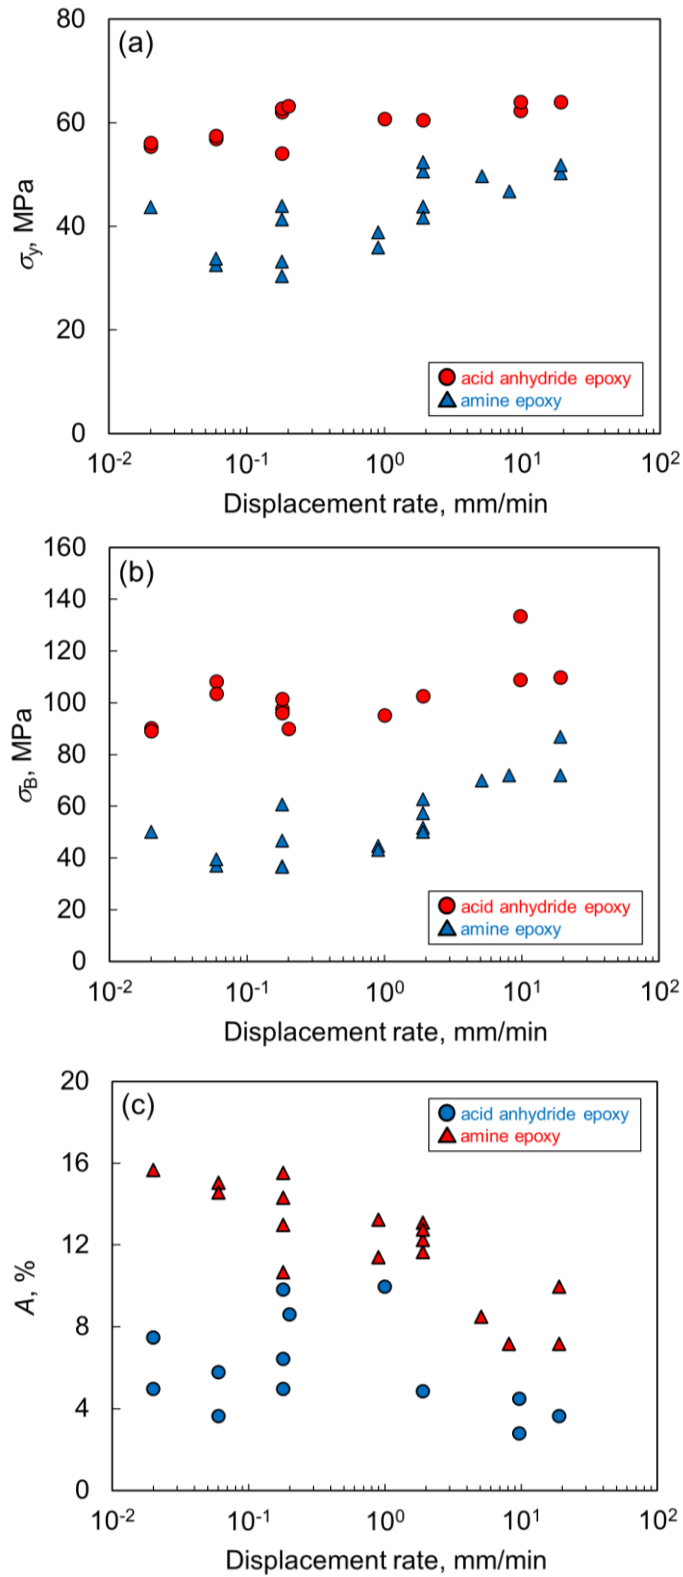 (a)
80
60
40
20
0
σy, MPa
acid anhydride epoxy
amine epoxy
10-2 10-1 100 101 102
Displacement rate, mm/min
(b)
160
140
120
100
80
60
40
20
0
σB, MPa
acid anhydride epoxy
amine epoxy
10-2 10-1 100 101 102
Displacement rate, mm/min
(c)
20
16
12
8
4
0
A, %
acid anhydride epoxy
amine epoxy
10-2 10-1 100 101 102
Displacement rate, mm/min